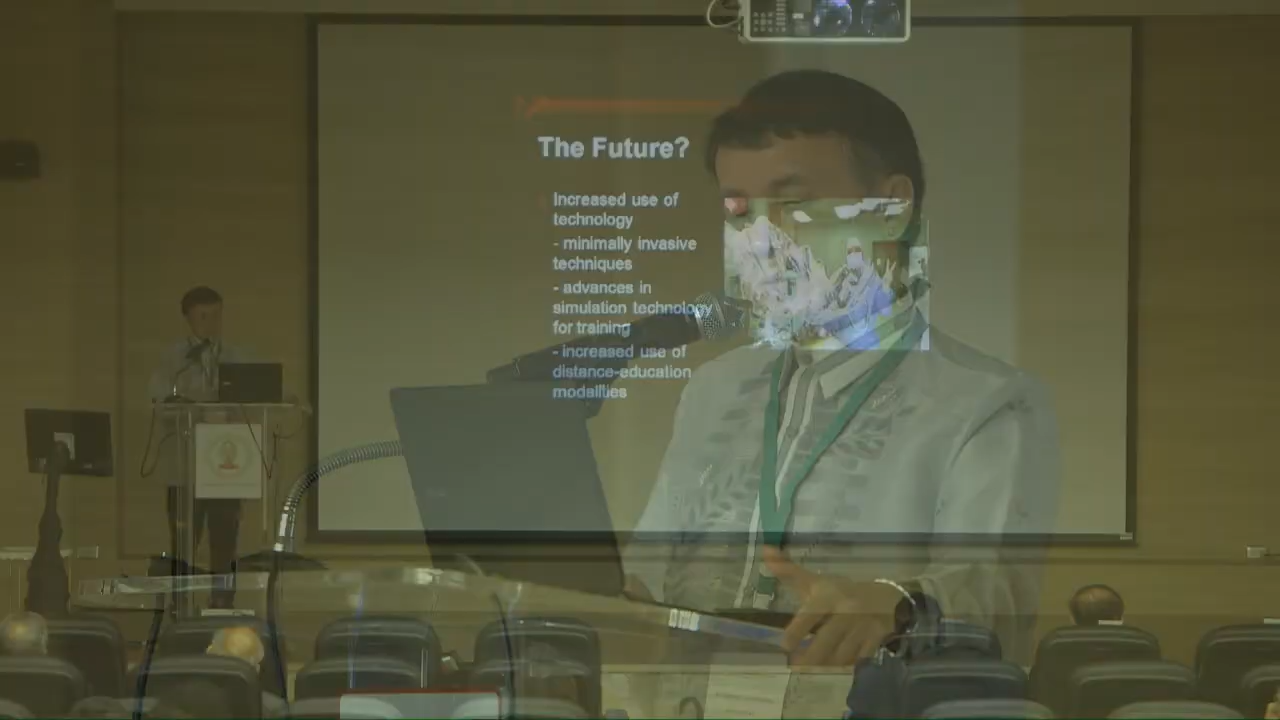 The Future?
Increased use of
technology
- minimally invasive
techniques
- advances in
simulation technology
for training
- increased use of
distance-education
modalities